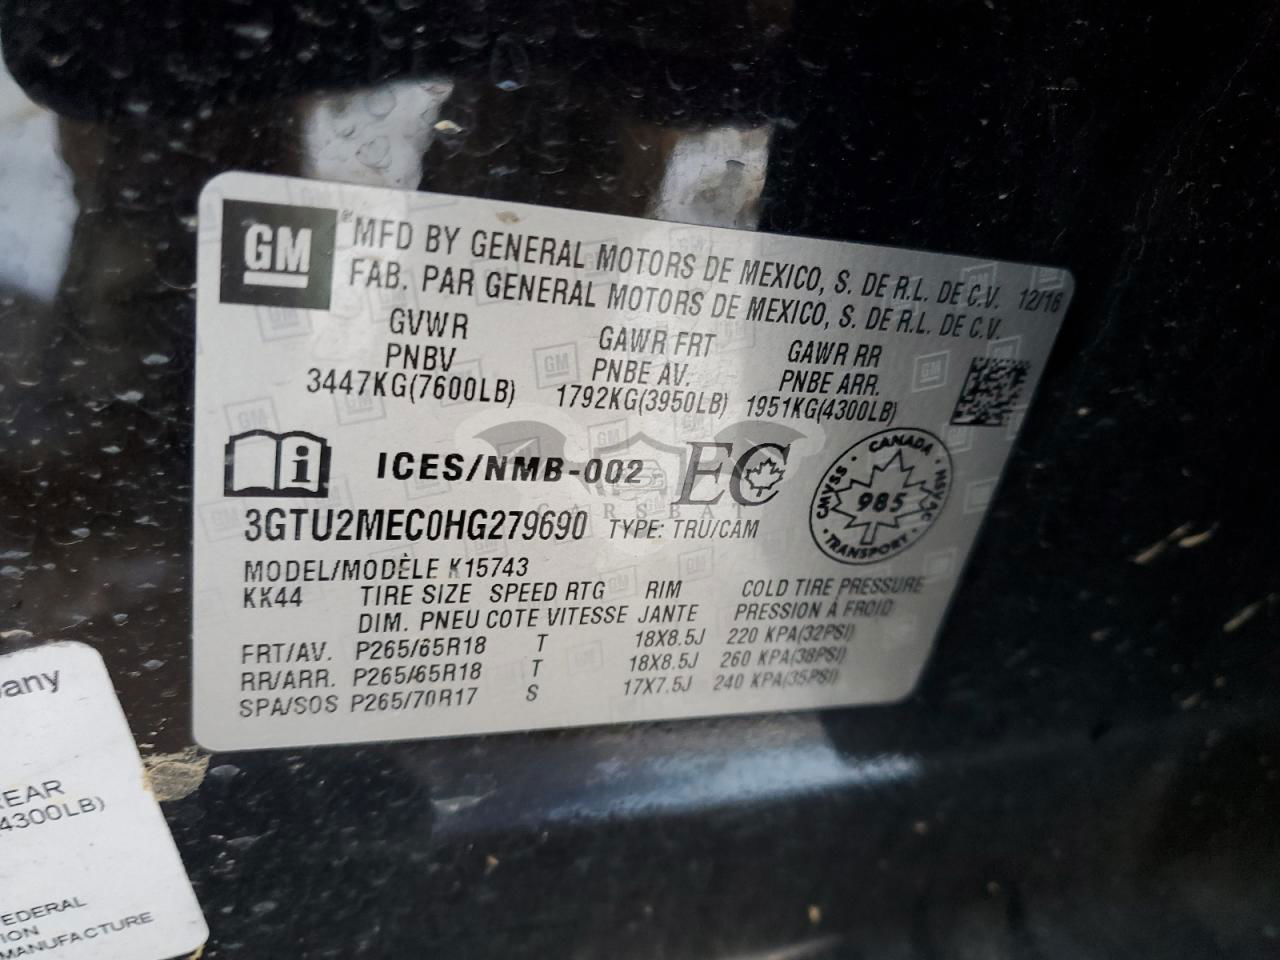 GM
® MFD BY GENERAL MOTORS DE MEXICO, S. DE R.L. DE C.V. 12/16
FAB. PAR GENERAL MOTORS DE MEXICO, S. DE R.L. DE C.V.
GVWR GAWR FRT GAWR RR
PNBV PNBE AV. PNBE ARR.
3447KG(7600LB) 1792KG(3950LB) 1951KG(4300LB)
i ICES/NMB-002 EC
CANADA
CMVSS 985 NSVAC
TRANSPORT
CARSEAT
3GTU2MEC0HG279690 TYPE: TRU/CAM
MODEL/MODÈLE K15743
KK44 TIRE SIZE SPEED RTG RIM COLD TIRE PRESSURE
DIM. PNEU COTE VITESSE JANTE PRESSION À FROID
FRT/AV. P265/65R18 T 18X8.5J 220 KPA(32PSI)
RR/ARR. P265/65R18 T 18X8.5J 260 KPA(38PSI)
SPA/SOS P265/70R17 S 17X7.5J 240 KPA(35PSI)
any
REAR
4300LB)
EDERAL
ION
MANUFACTURE